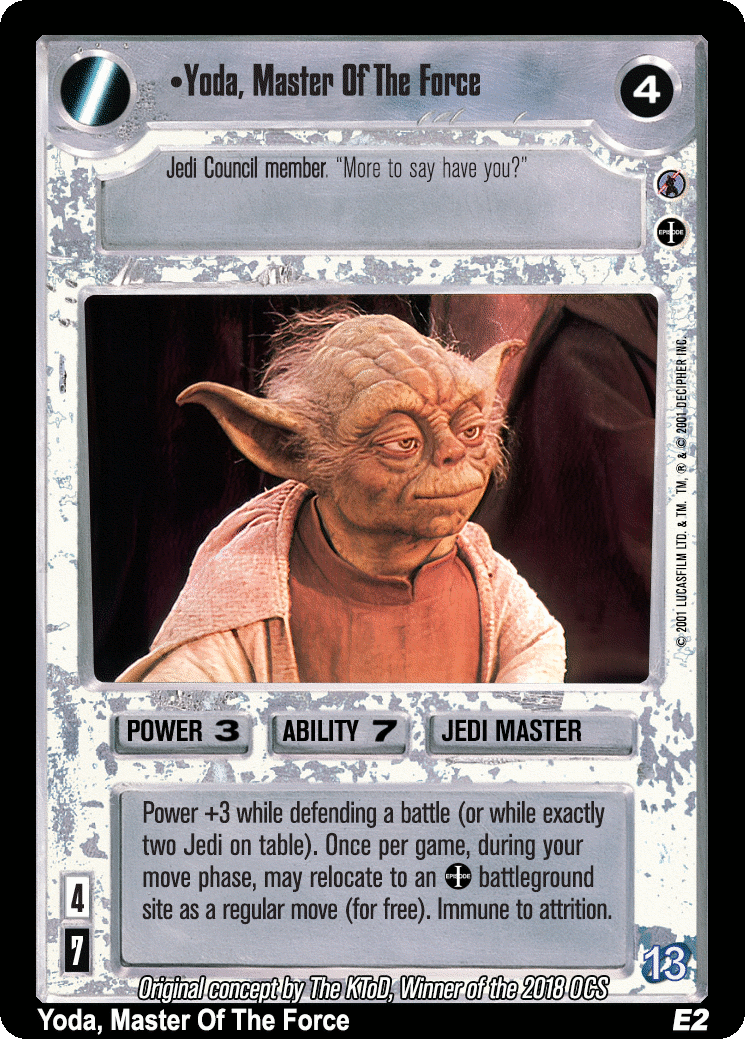 •Yoda, Master Of The Force
4
Jedi Council member. “More to say have you?”
EPISODE I
© 2001 LUCASFILM LTD. & TM. TM, ® & © 2001 DECIPHER INC.
POWER 3
ABILITY 7
JEDI MASTER
Power +3 while defending a battle (or while exactly
two Jedi on table). Once per game, during your
move phase, may relocate to an EPISODE I battleground
site as a regular move (for free). Immune to attrition.
4
7
13
Original concept by The KToD, Winner of the 2018 OCS
Yoda, Master Of The Force
E2